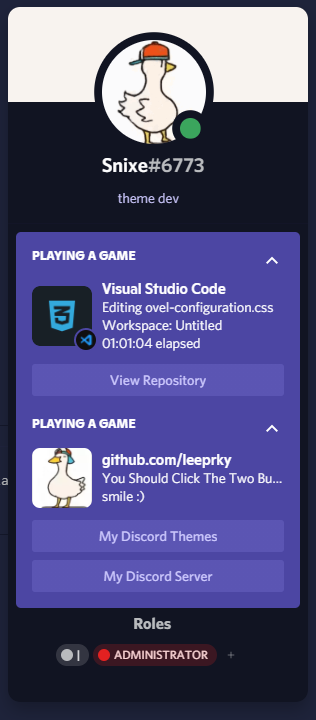 Snixe#6773
theme dev
PLAYING A GAME
Visual Studio Code
Editing ovel-configuration.css
Workspace: Untitled
01:01:04 elapsed
View Repository
PLAYING A GAME
github.com/leeprky
You Should Click The Two Bu...
smile :)
My Discord Themes
My Discord Server
a
Roles
| ADMINISTRATOR +